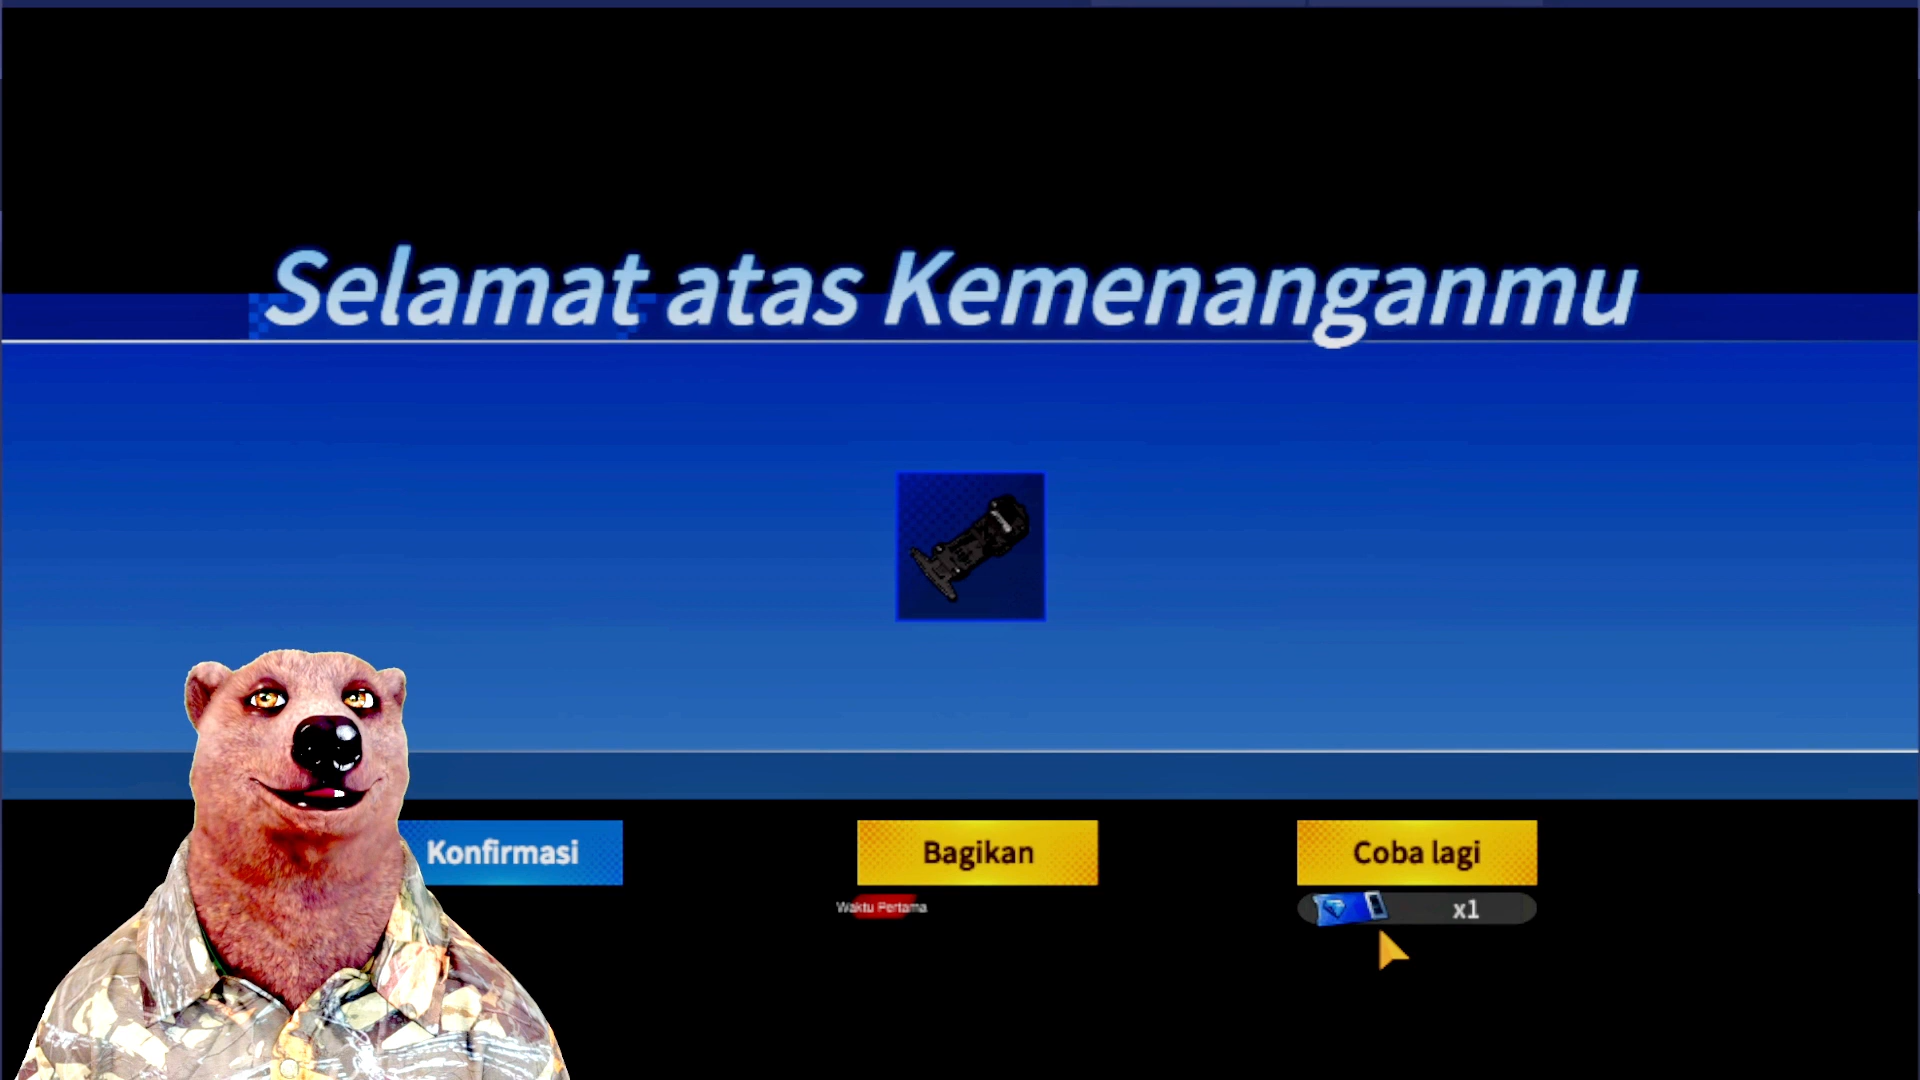 Selamat atas Kemenanganmu
Konfirmasi
Bagikan
Coba lagi
Waktu Pertama
x1